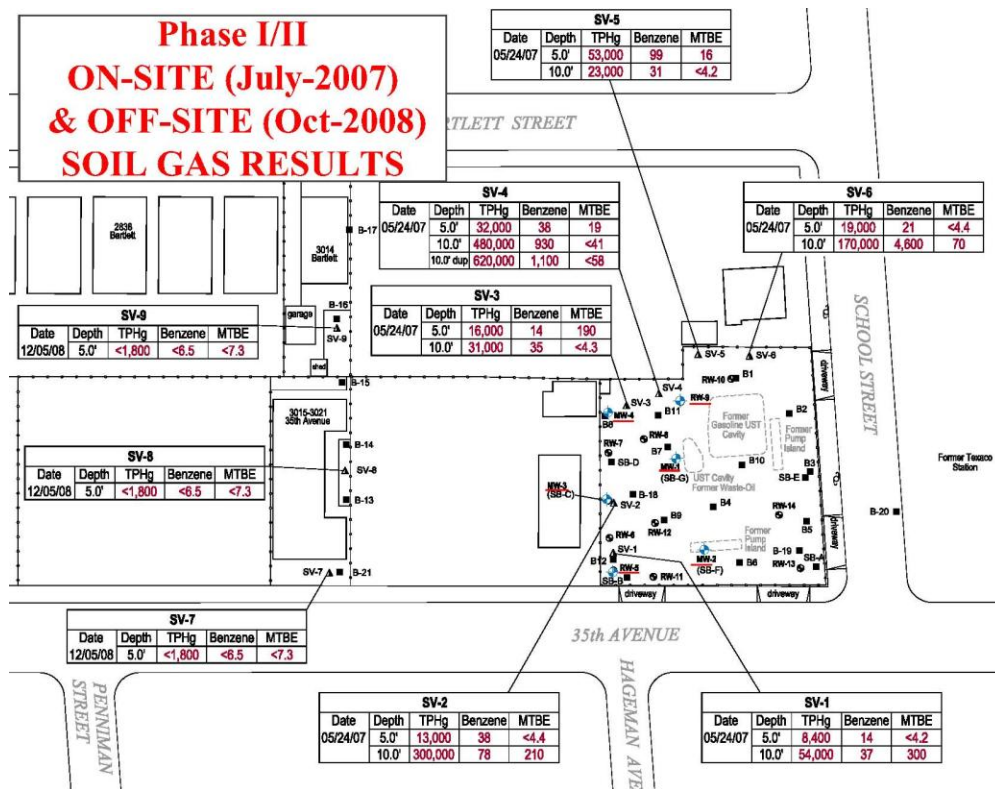 Phase I/II
ON-SITE (July-2007)
& OFF-SITE (Oct-2008)
SOIL GAS RESULTS
SV-5
Date Depth TPHg Benzene MTBE
05/24/07 5.0' 53,000 99 16
10.0' 23,000 31 <4.2
RTLETT STREET
SV-4
Date Depth TPHg Benzene MTBE
05/24/07 5.0' 32,000 38 19
10.0' 480,000 930 <41
10.0' dup 620,000 1,100 <58
SV-6
Date Depth TPHg Benzene MTBE
05/24/07 5.0' 19,000 21 <4.4
10.0' 170,000 4,600 70
2836
Bartlett
3014
Bartlett
B-17
SV-3
Date Depth TPHg Benzene MTBE
05/24/07 5.0' 16,000 14 190
10.0' 31,000 35 <4.3
SV-9
Date Depth TPHg Benzene MTBE
12/05/08 5.0' <1,800 <6.5 <7.3
garage
B-16
SV-9
shed
SCHOOL STREET
driveway
SV-5
SV-6
RW-10
B1
B-15
SV-4
RW-9
SV-3
MW-4
B8
B11
B2
3015-3021
35th Avenue
Former
Gasoline UST
Cavity
Former
Pump
Island
B-14
RW-7
RW-8
B7
SB-D
MW-1
(SB-G)
B10
B3
SB-E
Former Texaco
Station
SV-8
Date Depth TPHg Benzene MTBE
12/05/08 5.0' <1,800 <6.5 <7.3
SV-8
MW-3
(SB-C)
UST Cavity
Former Waste-Oil
B-13
B-18
SV-2
B4
RW-14
B-20
B9
RW-12
B5
Former
Pump
Island
driveway
RW-6
SV-1
B12
MW-2
(SB-F)
B-19
B6
SB-A
RW-13
SV-7
B-21
RW-5
SB-B
RW-11
driveway
driveway
SV-7
Date Depth TPHg Benzene MTBE
12/05/08 5.0' <1,800 <6.5 <7.3
35th AVENUE
PENNIMAN
STREET
HAGEMAN AVE
SV-2
Date Depth TPHg Benzene MTBE
05/24/07 5.0' 13,000 38 <4.4
10.0' 300,000 78 210
SV-1
Date Depth TPHg Benzene MTBE
05/24/07 5.0' 8,400 14 <4.2
10.0' 54,000 37 300